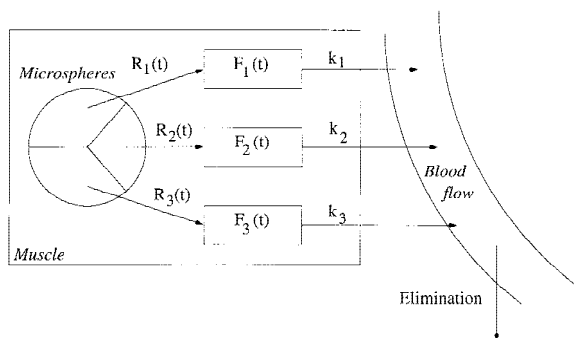 R1(t) F1(t) k1
Microspheres
R2(t) F2(t) k2
Blood
flow
R3(t) F3(t) k3
Muscle
Elimination